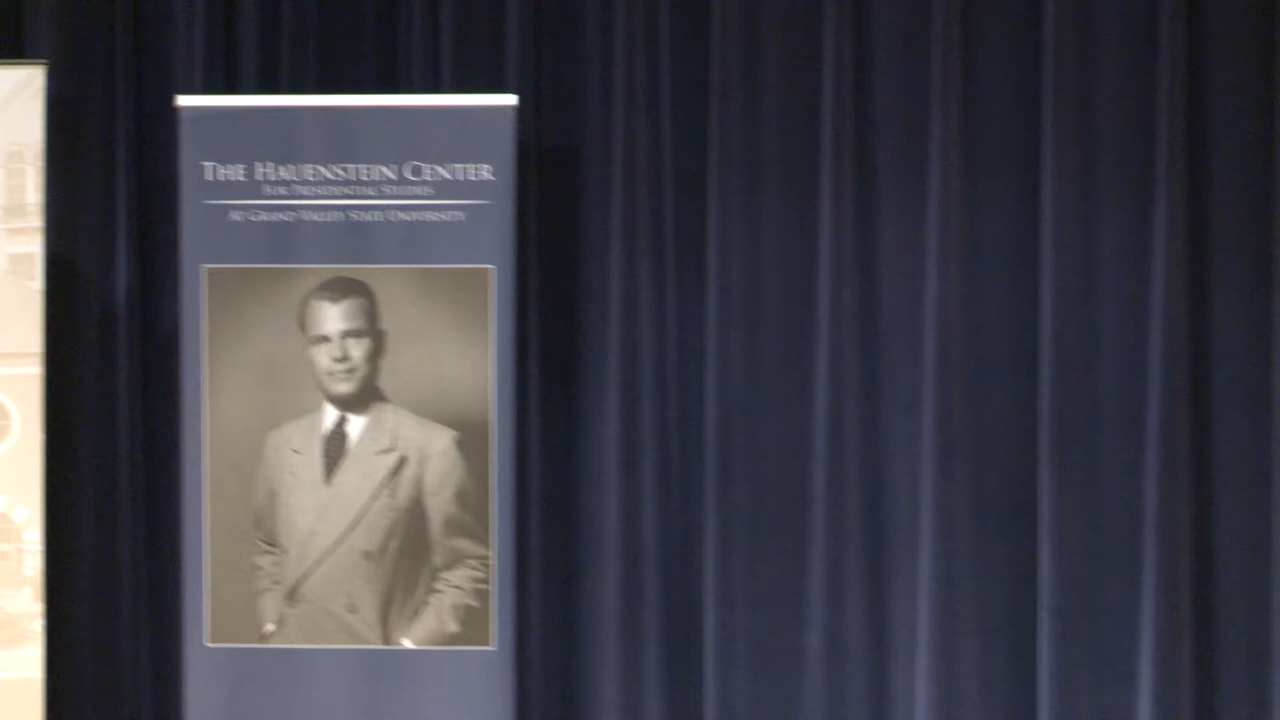 The Hauenstein Center
For Presidential Studies
At Grand Valley State University